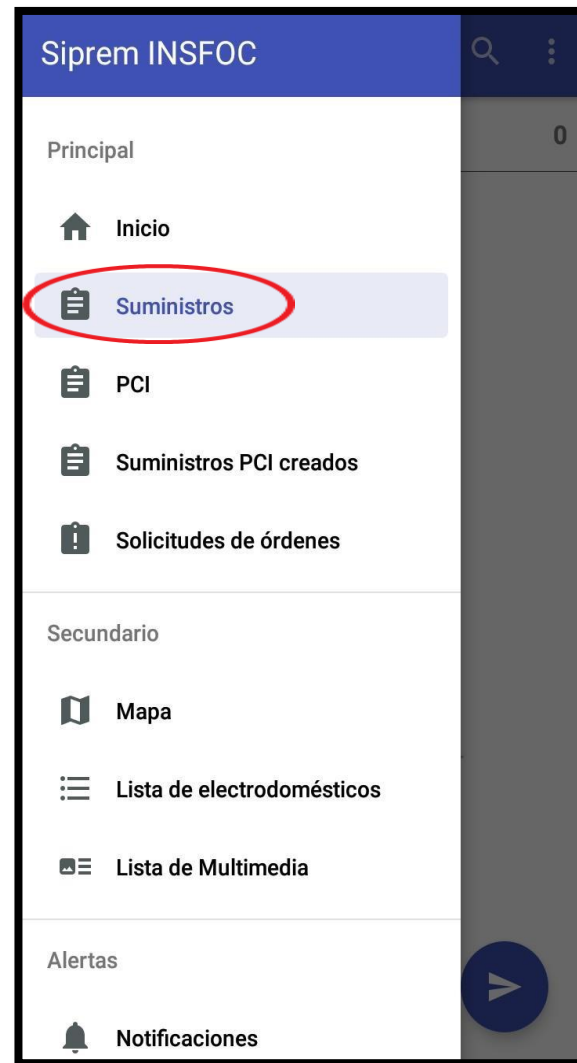 Siprem INSFOC
0
Principal
Inicio
Suministros
PCI
Suministros PCI creados
Solicitudes de órdenes
Secundario
Mapa
Lista de electrodomésticos
Lista de Multimedia
Alertas
Notificaciones